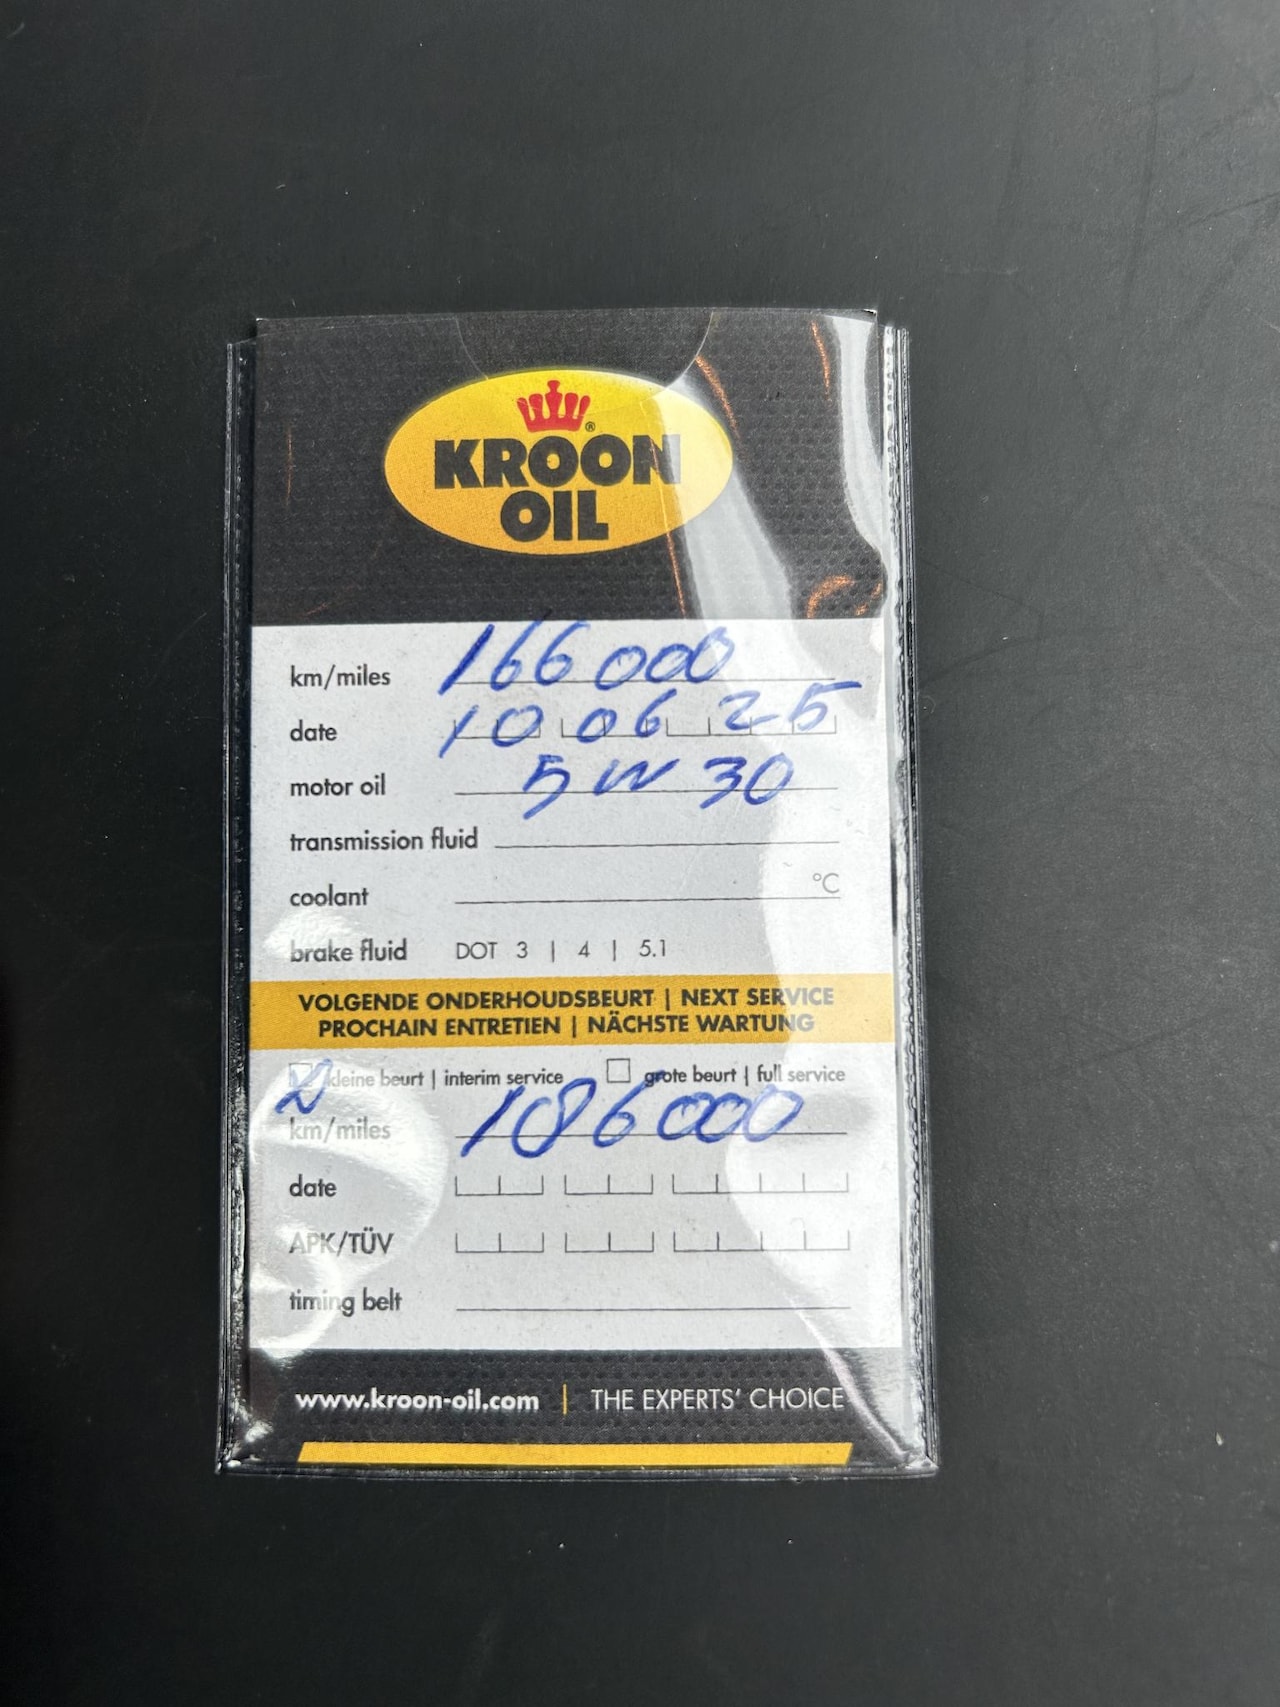 KROON
OIL
®
km/miles 166000
date 10 06 25
motor oil 5W30
transmission fluid
coolant °C
brake fluid DOT 3 | 4 | 5.1
VOLGENDE ONDERHOUDSBEURT | NEXT SERVICE
PROCHAIN ENTRETIEN | NÄCHSTE WARTUNG
kleine beurt | interim service grote beurt | full service
km/miles 186000
date
APK/TÜV
timing belt
www.kroon-oil.com | THE EXPERTS' CHOICE